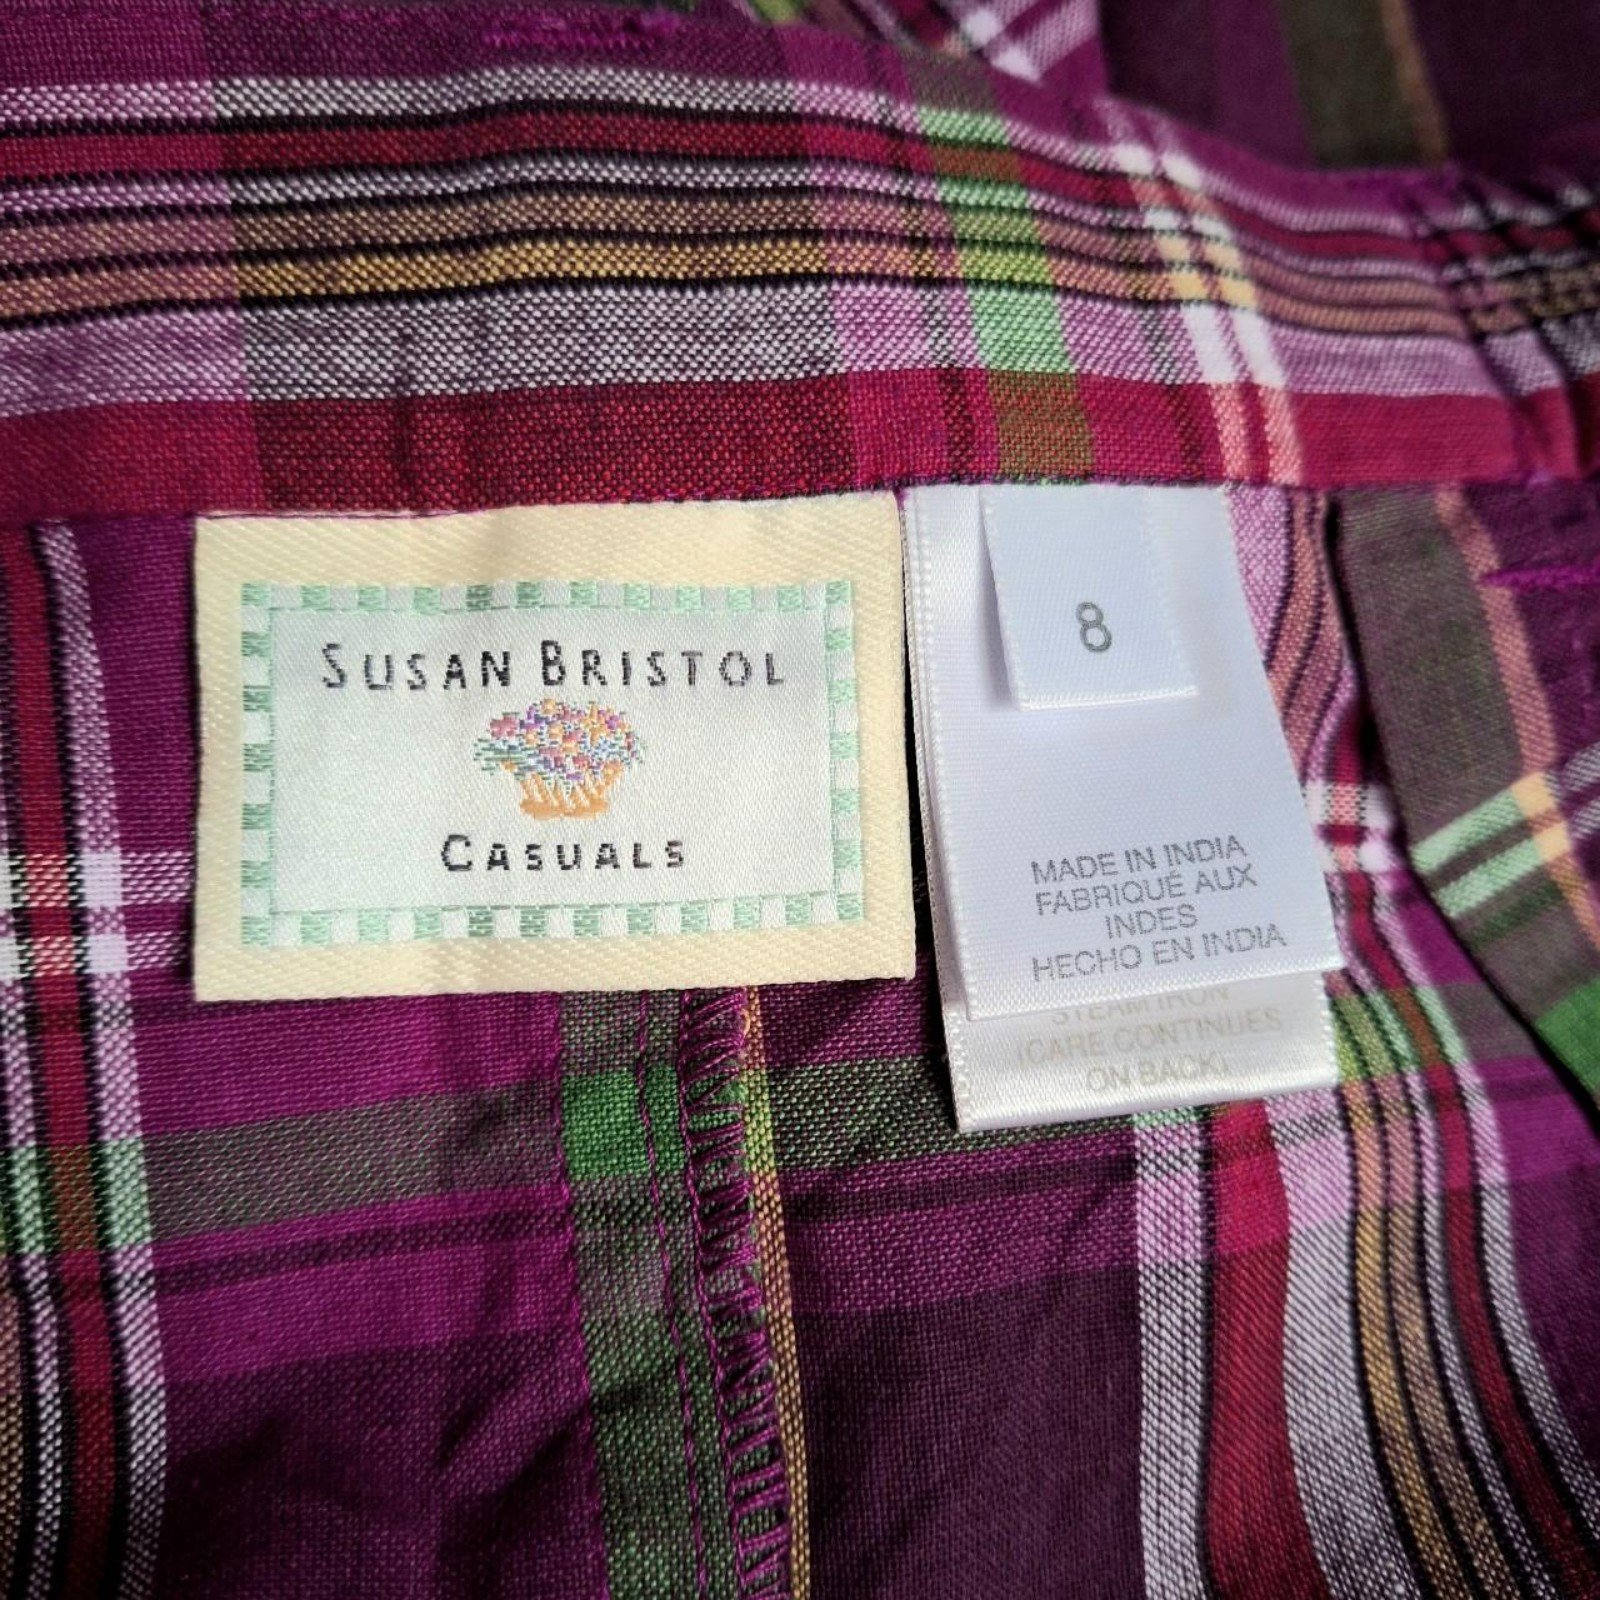 SUSAN BRISTOL
CASUALS
8
MADE IN INDIA
FABRIQUÉ AUX
INDES
HECHO EN INDIA
STEAM IRON
(CARE CONTINUES
ON BACK)